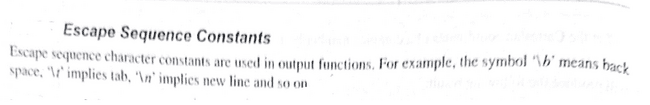 Escape Sequence Constants
Escape sequence character constants are used in output functions. For example, the symbol '\b' means back
space, '\t' implies tab, '\n' implies new line and so on